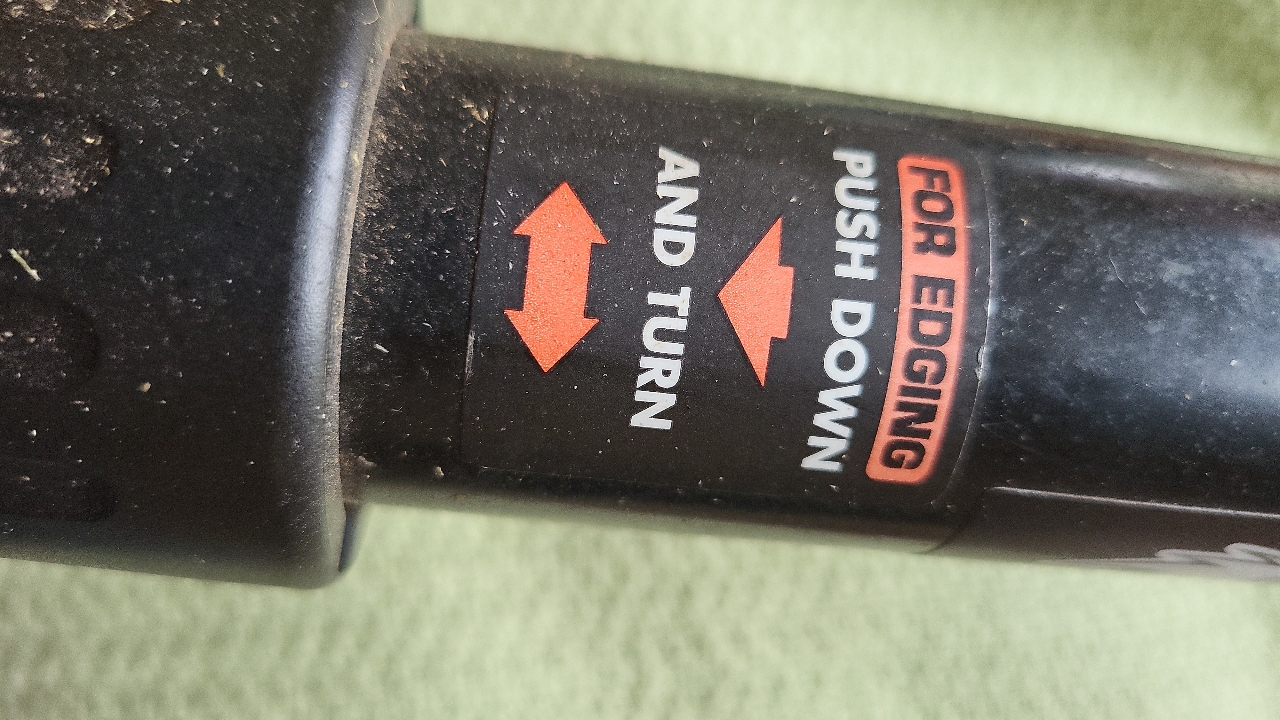 FOR EDGING
PUSH DOWN
AND TURN